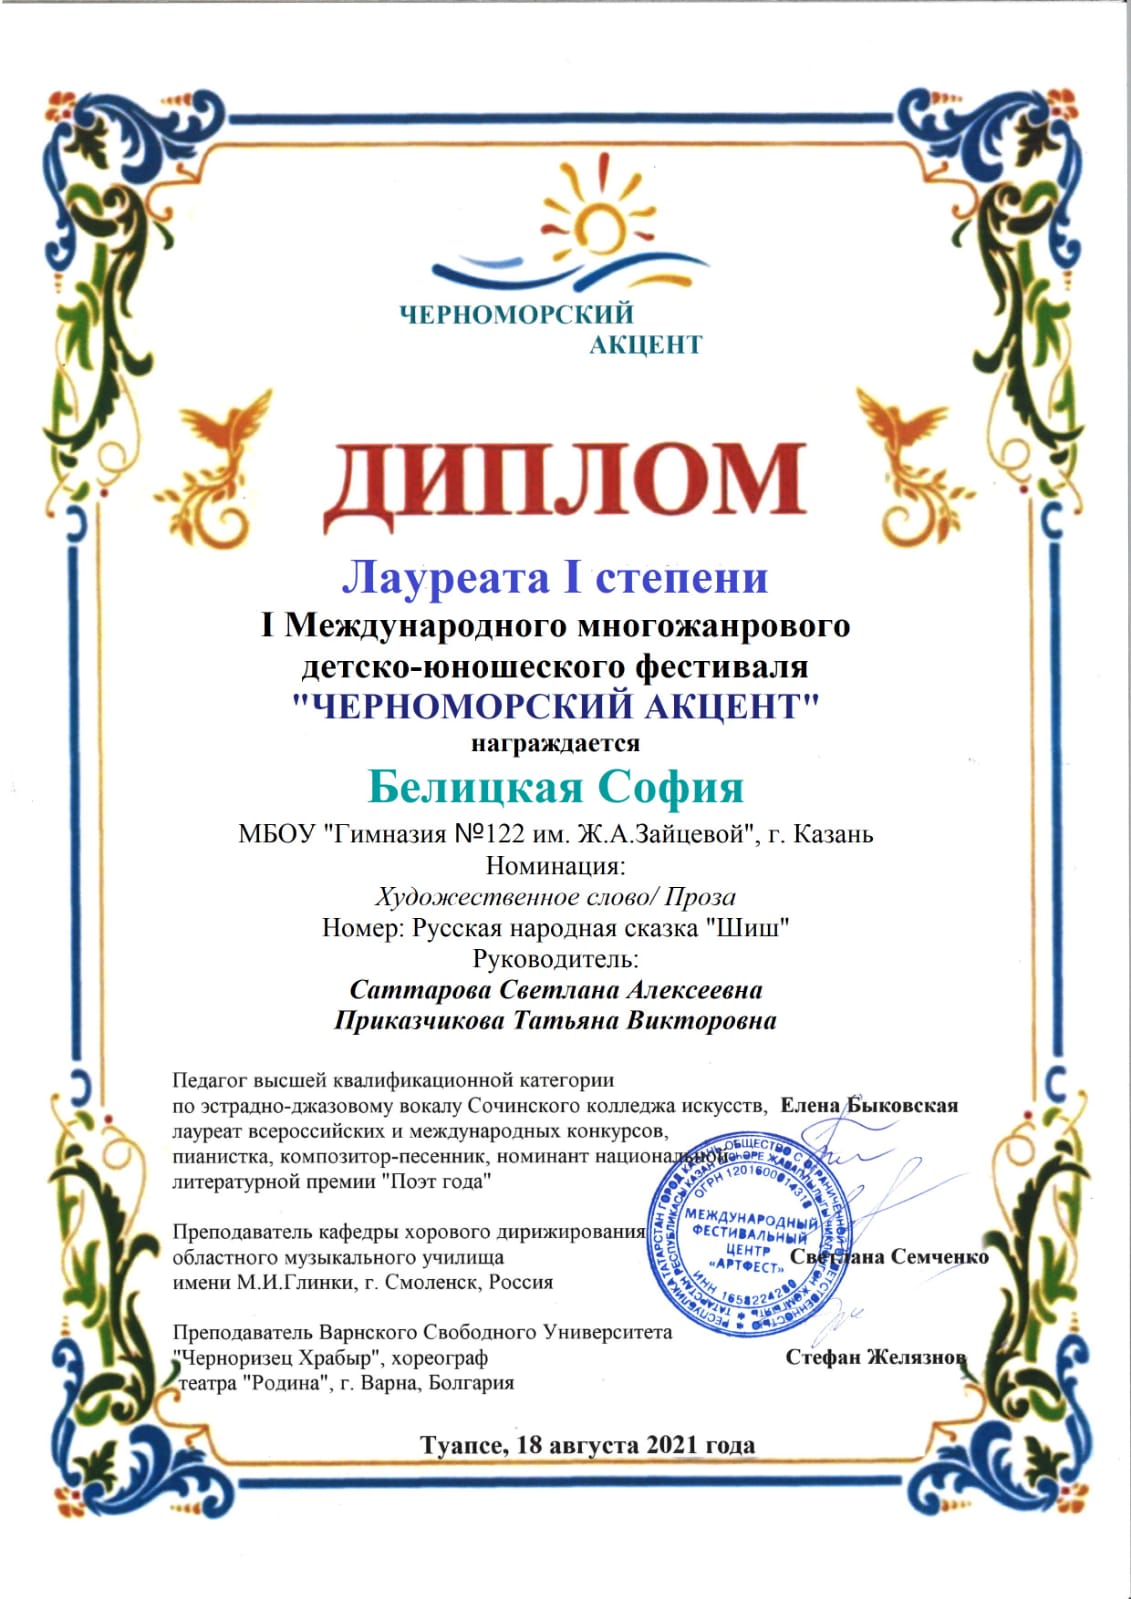 ЧЕРНОМОРСКИЙ
АКЦЕНТ
ДИПЛОМ
Лауреата I степени
I Международного многожанрового
детско-юношеского фестиваля
"ЧЕРНОМОРСКИЙ АКЦЕНТ"
награждается
Белицкая София
МБОУ "Гимназия №122 им. Ж.А.Зайцевой", г. Казань
Номинация:
Художественное слово/ Проза
Номер: Русская народная сказка "Шиш"
Руководитель:
Саттарова Светлана Алексеевна
Приказчикова Татьяна Викторовна
Педагог высшей квалификационной категории
по эстрадно-джазовому вокалу Сочинского колледжа искусств, Елена Быковская
лауреат всероссийских и международных конкурсов,
пианистка, композитор-песенник, номинант национальной
литературной премии "Поэт года"
Преподаватель кафедры хорового дирижирования
областного музыкального училища
Светлана Семченко
имени М.И.Глинки, г. Смоленск, Россия
Преподаватель Варнского Свободного Университета
"Черноризец Храбыр", хореограф
Стефан Желязнов
театра "Родина", г. Варна, Болгария
РЕСПУБЛИКА ТАТАРСТАН ГОРОД КАЗАНЬ ОБЩЕСТВО С ОГРАНИЧЕННОЙ ОТВЕТСТВЕННОСТЬЮ
ОГРН 1201600014318
МЕЖДУНАРОДНЫЙ
ФЕСТИВАЛЬНЫЙ
ЦЕНТР
«АРТФЕСТ»
ИНН 1658224280
Туапсе, 18 августа 2021 года